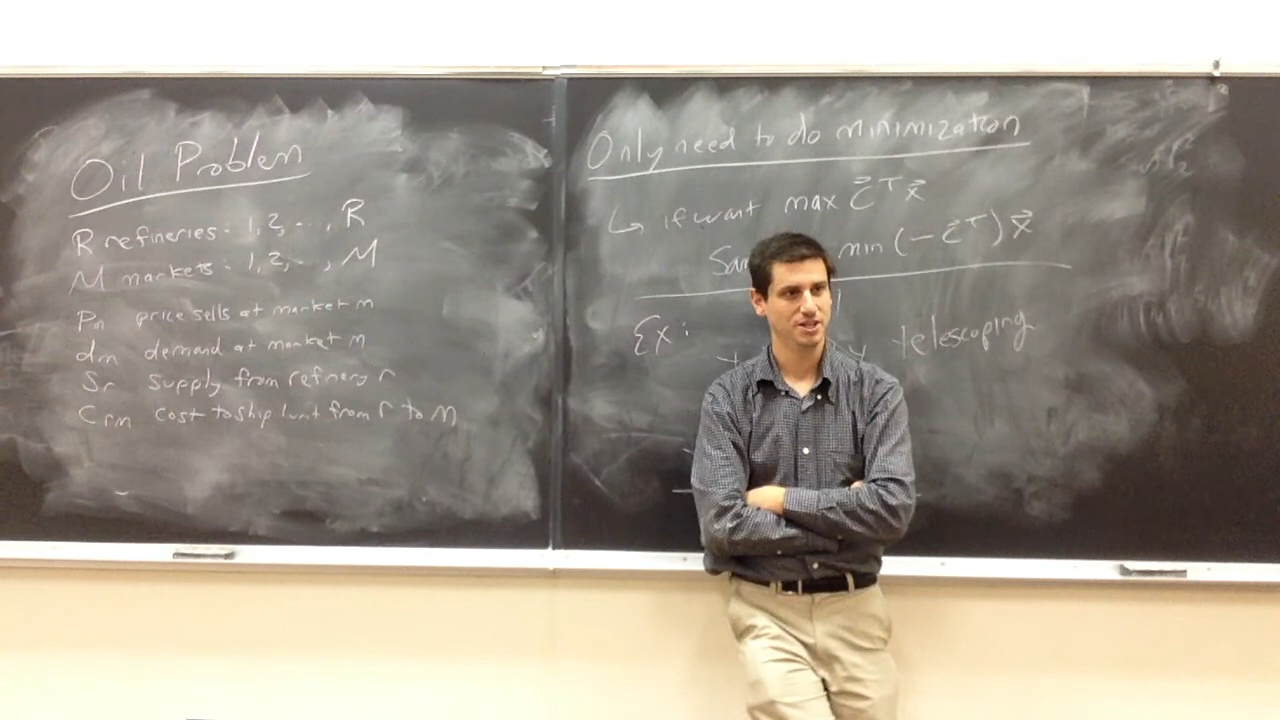 Oil Problem
R refineries: 1, 2, ..., R
M markets: 1, 2, ..., M
Pm price sells at market m
dm demand at market m
Sr supply from refinery r
Crm cost to ship 1 unit from r to m
Only need to do minimization
↳ if want max c⃗ᵀx⃗
min (-c⃗ᵀ)x⃗
Ex:
telescoping